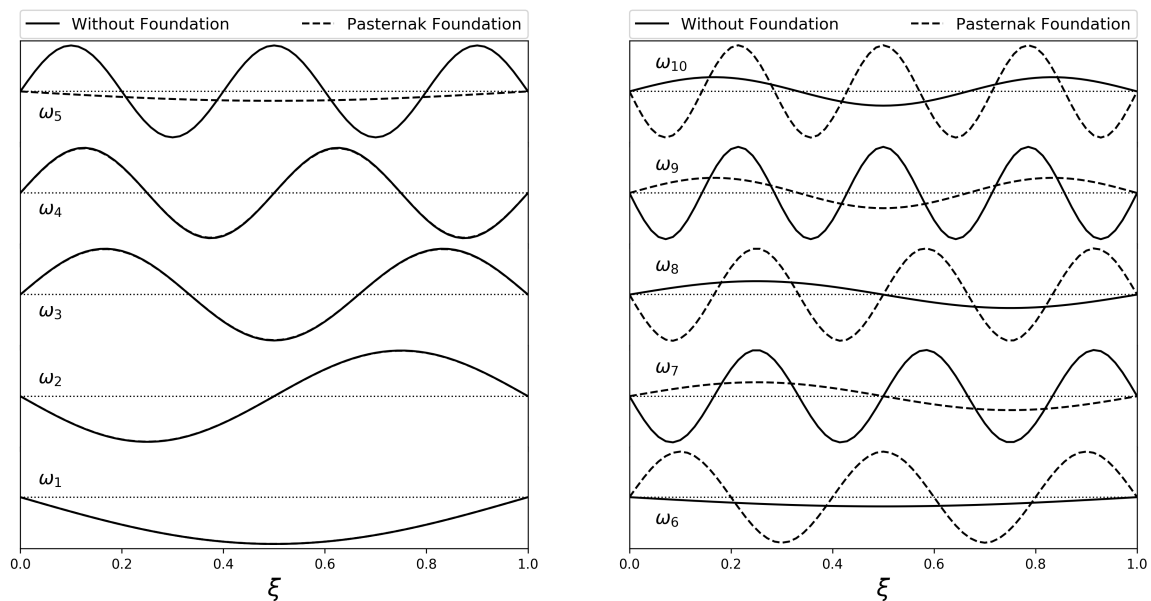 Without Foundation Pasternak Foundation
ω5
ω4
ω3
ω2
ω1
0.0 0.2 0.4 0.6 0.8 1.0
ξ
Without Foundation Pasternak Foundation
ω10
ω9
ω8
ω7
ω6
0.0 0.2 0.4 0.6 0.8 1.0
ξ